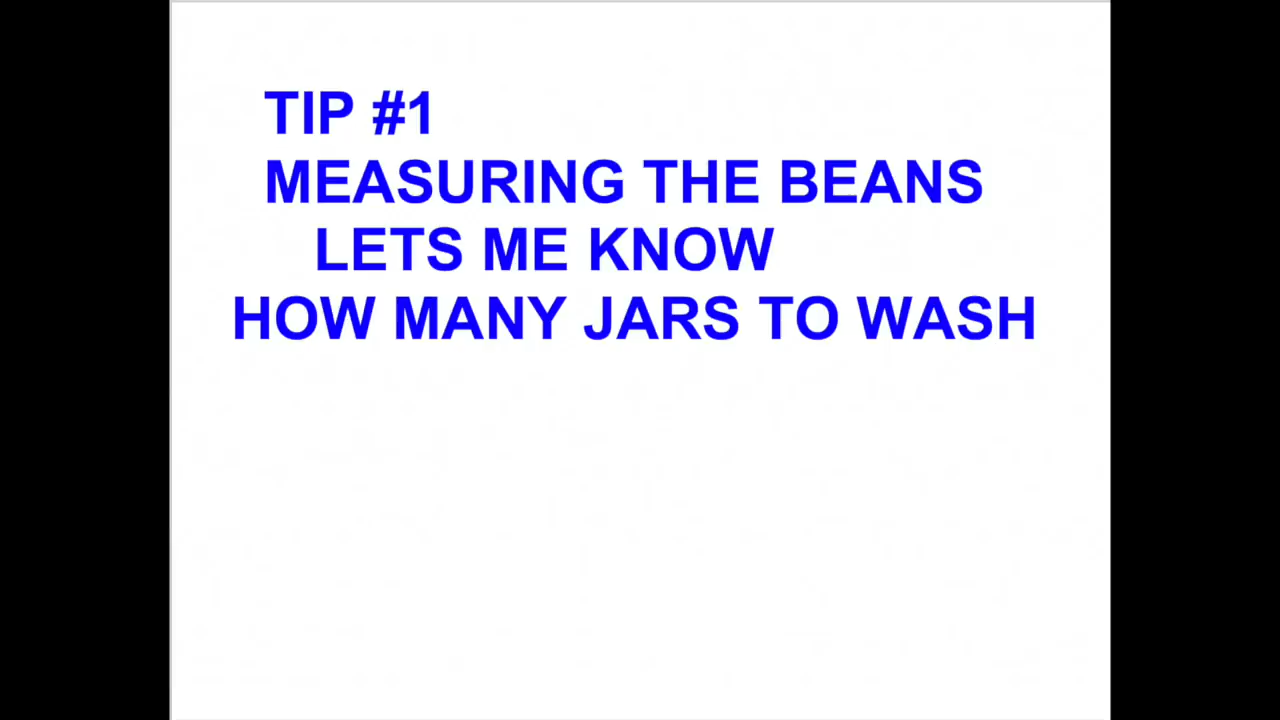 TIP #1
MEASURING THE BEANS
LETS ME KNOW
HOW MANY JARS TO WASH